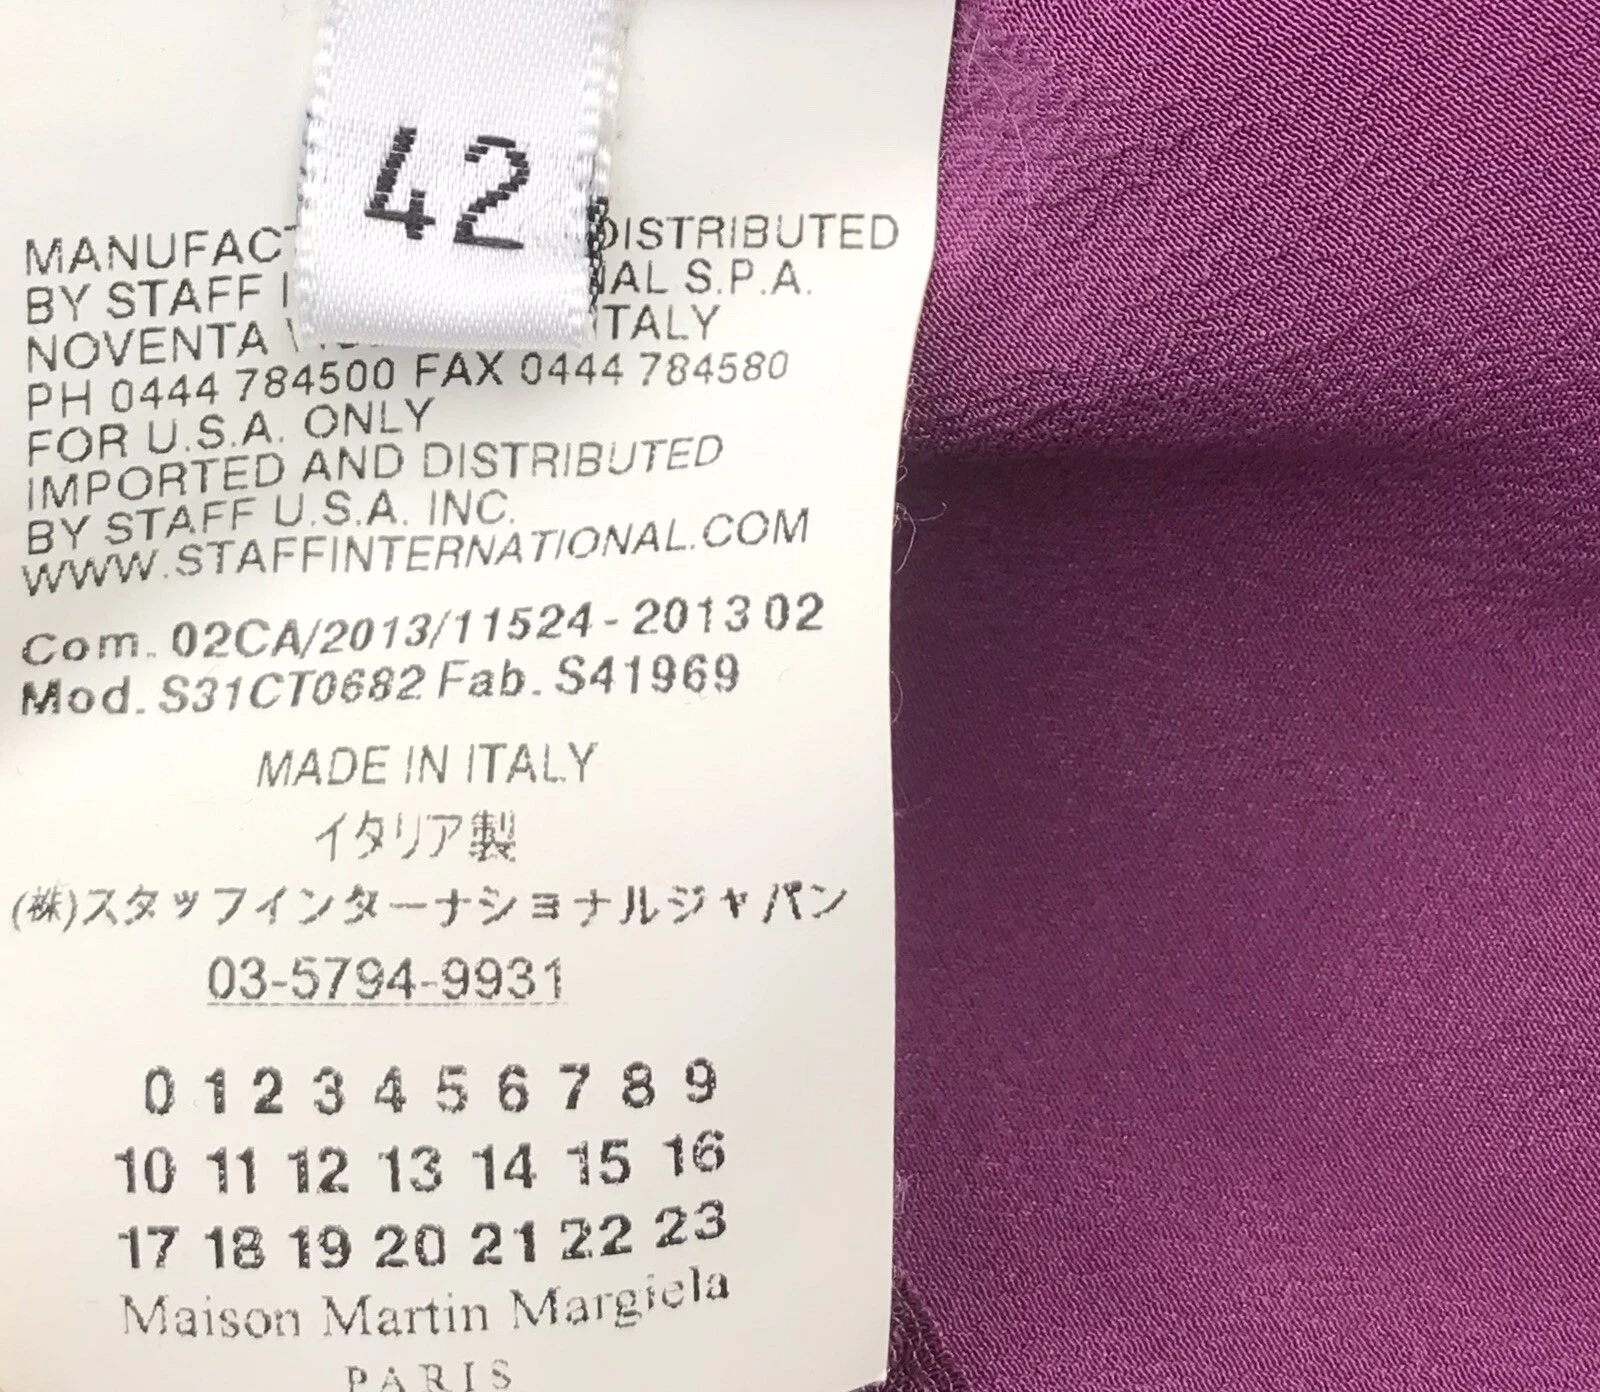 42
MANUFAC DISTRIBUTED
BY STAFF NAL S.P.A.
NOVENTA ITALY
PH 0444 784500 FAX 0444 784580
FOR U.S.A. ONLY
IMPORTED AND DISTRIBUTED
BY STAFF U.S.A. INC.
WWW.STAFFINTERNATIONAL.COM
Com. 02CA/2013/11524 - 2013 02
Mod. S31CT0682 Fab. S41969
MADE IN ITALY
イタリア製
(株)スタッフインターナショナルジャパン
03-5794-9931
0 1 2 3 4 5 6 7 8 9
10 11 12 13 14 15 16
17 18 19 20 21 22 23
Maison Martin Margiela
PARIS